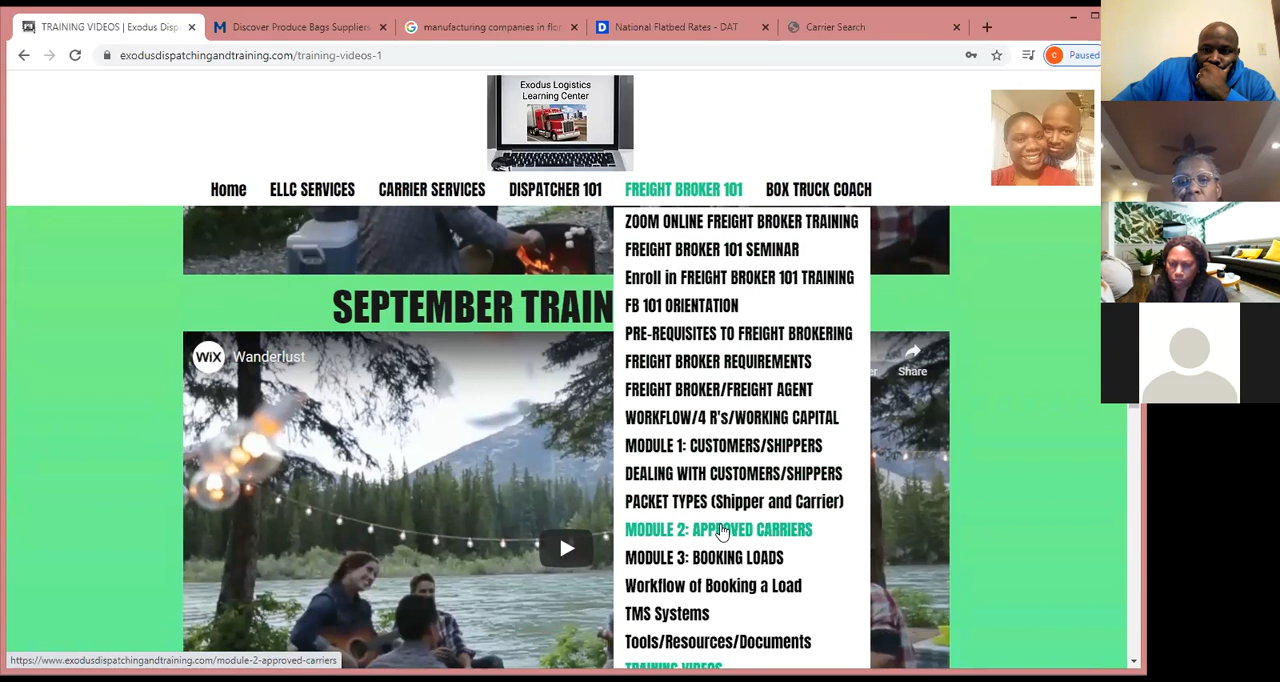 TRAINING VIDEOS | Exodus Disp
Discover Produce Bags Suppliers
manufacturing companies in flor
National Flatbed Rates - DAT
Carrier Search
exodusdispatchingandtraining.com/training-videos-1
C
Paused
Exodus Logistics
Learning Center
Home
ELLC SERVICES
CARRIER SERVICES
DISPATCHER 101
FREIGHT BROKER 101
BOX TRUCK COACH
ZOOM ONLINE FREIGHT BROKER TRAINING
FREIGHT BROKER 101 SEMINAR
Enroll in FREIGHT BROKER 101 TRAINING
FB 101 ORIENTATION
PRE-REQUISITES TO FREIGHT BROKERING
FREIGHT BROKER REQUIREMENTS
FREIGHT BROKER/FREIGHT AGENT
WORKFLOW/4 R's/WORKING CAPITAL
MODULE 1: CUSTOMERS/SHIPPERS
DEALING WITH CUSTOMERS/SHIPPERS
PACKET TYPES (Shipper and Carrier)
MODULE 2: APPROVED CARRIERS
MODULE 3: BOOKING LOADS
Workflow of Booking a Load
TMS Systems
Tools/Resources/Documents
TRAINING VIDEOS
SEPTEMBER TRAIN
WIX
Wanderlust
er
Share
https://www.exodusdispatchingandtraining.com/module-2-approved-carriers